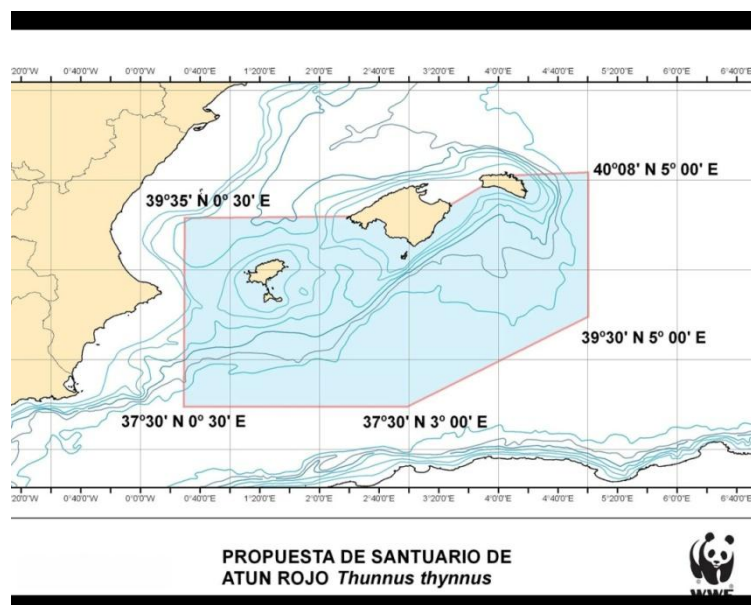 20'0"W 0°40'0"W 0°0'0"W 0°40'0"E 1°20'0"E 2°0'0"E 2°40'0"E 3°20'0"E 4°0'0"E 4°40'0"E 5°20'0"E 6°0'0"E 6°40'0"E
40º08' N 5º 00' E
39º35' N 0º 30' E
39º30' N 5º 00' E
37º30' N 0º 30' E 37º30' N 3º 00' E
20'0"W 0°40'0"W 0°0'0"W 0°40'0"E 1°20'0"E 2°0'0"E 2°40'0"E 3°20'0"E 4°0'0"E 4°40'0"E 5°20'0"E 6°0'0"E 6°40'0"E
PROPUESTA DE SANTUARIO DE
ATUN ROJO Thunnus thynnus
WWF